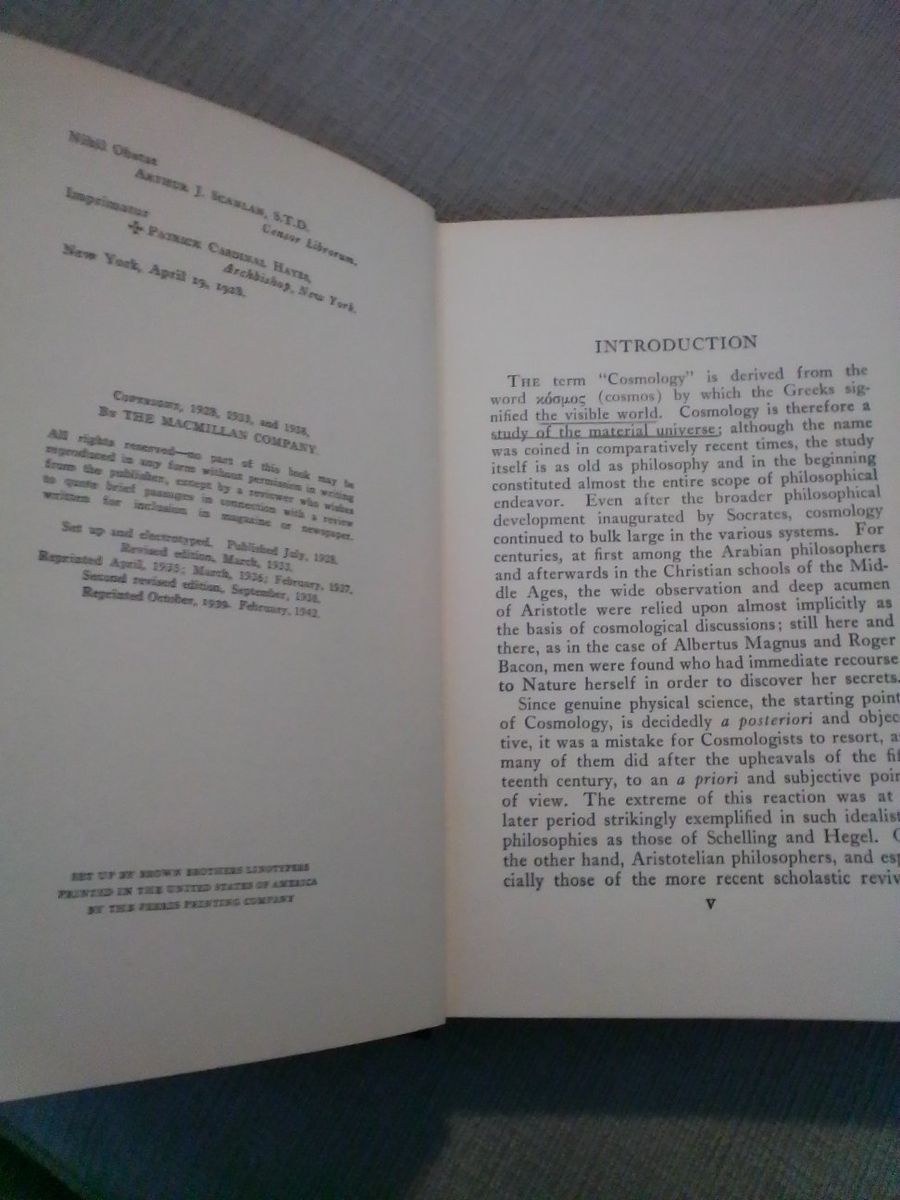 Nihil Obstat
ARTHUR J. SCANLAN, S.T.D.
Censor Librorum.
Imprimatur
✠ PATRICK CARDINAL HAYES,
Archbishop, New York.
New York, April 19, 1928.
COPYRIGHT, 1928, 1933, and 1938,
BY THE MACMILLAN COMPANY
All rights reserved—no part of this book may be
reproduced in any form without permission in writing
from the publisher, except by a reviewer who wishes
to quote brief passages in connection with a review
written for inclusion in magazine or newspaper.
Set up and electrotyped. Published July, 1928.
Revised edition, March, 1933.
Reprinted April, 1935; March, 1936; February, 1937.
Second revised edition, September, 1938.
Reprinted October, 1939. February, 1942.
SET UP BY BROWN BROTHERS LINOTYPERS
PRINTED IN THE UNITED STATES OF AMERICA
BY THE FERRIS PRINTING COMPANY
INTRODUCTION
THE term "Cosmology" is derived from the
word κόσμος (cosmos) by which the Greeks sig-
nified the visible world. Cosmology is therefore a
study of the material universe; although the name
was coined in comparatively recent times, the study
itself is as old as philosophy and in the beginning
constituted almost the entire scope of philosophical
endeavor. Even after the broader philosophical
development inaugurated by Socrates, cosmology
continued to bulk large in the various systems. For
centuries, at first among the Arabian philosophers
and afterwards in the Christian schools of the Mid-
dle Ages, the wide observation and deep acumen
of Aristotle were relied upon almost implicitly as
the basis of cosmological discussions; still here and
there, as in the case of Albertus Magnus and Roger
Bacon, men were found who had immediate recourse
to Nature herself in order to discover her secrets.
Since genuine physical science, the starting point
of Cosmology, is decidedly a posteriori and objec
tive, it was a mistake for Cosmologists to resort, a
many of them did after the upheavals of the fif
teenth century, to an a priori and subjective poin
of view. The extreme of this reaction was at
later period strikingly exemplified in such idealist
philosophies as those of Schelling and Hegel.
the other hand, Aristotelian philosophers, and esp
cially those of the more recent scholastic reviv
v